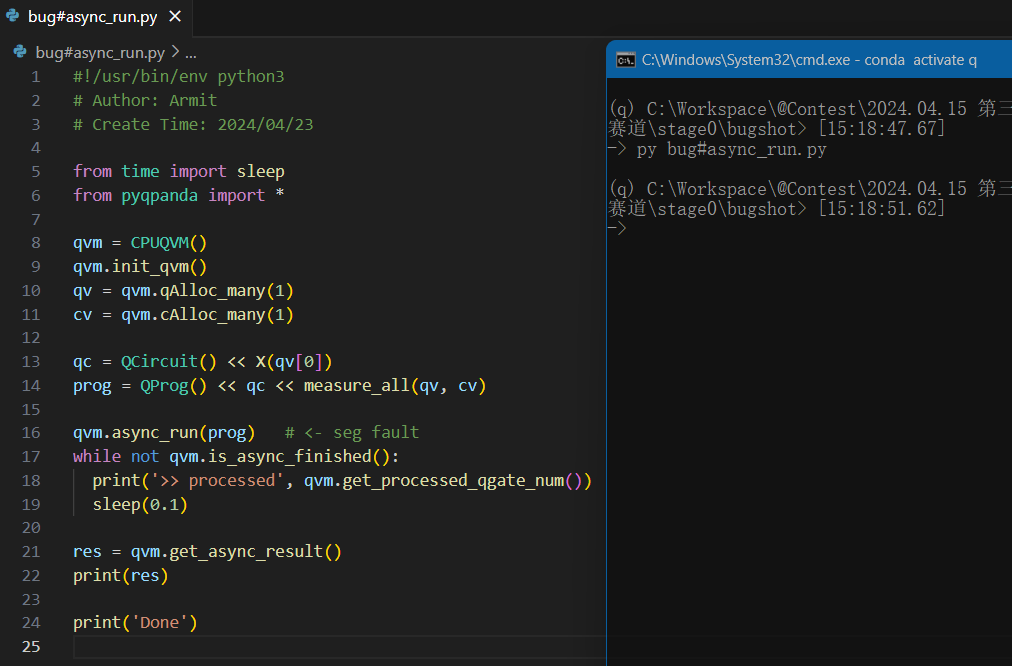 bug#async_run.py ×
bug#async_run.py > ...
1 #!/usr/bin/env python3
2 # Author: Armit
3 # Create Time: 2024/04/23
4
5 from time import sleep
6 from pyqpanda import *
7
8 qvm = CPUQVM()
9 qvm.init_qvm()
10 qv = qvm.qAlloc_many(1)
11 cv = qvm.cAlloc_many(1)
12
13 qc = QCircuit() << X(qv[0])
14 prog = QProg() << qc << measure_all(qv, cv)
15
16 qvm.async_run(prog)   # <- seg fault
17 while not qvm.is_async_finished():
18   print('>> processed', qvm.get_processed_qgate_num())
19   sleep(0.1)
20
21 res = qvm.get_async_result()
22 print(res)
23
24 print('Done')
25
C:\Windows\System32\cmd.exe - conda  activate q
(q) C:\Workspace\@Contest\2024.04.15 第三
赛道\stage0\bugshot> [15:18:47.67]
-> py bug#async_run.py
(q) C:\Workspace\@Contest\2024.04.15 第三
赛道\stage0\bugshot> [15:18:51.62]
->